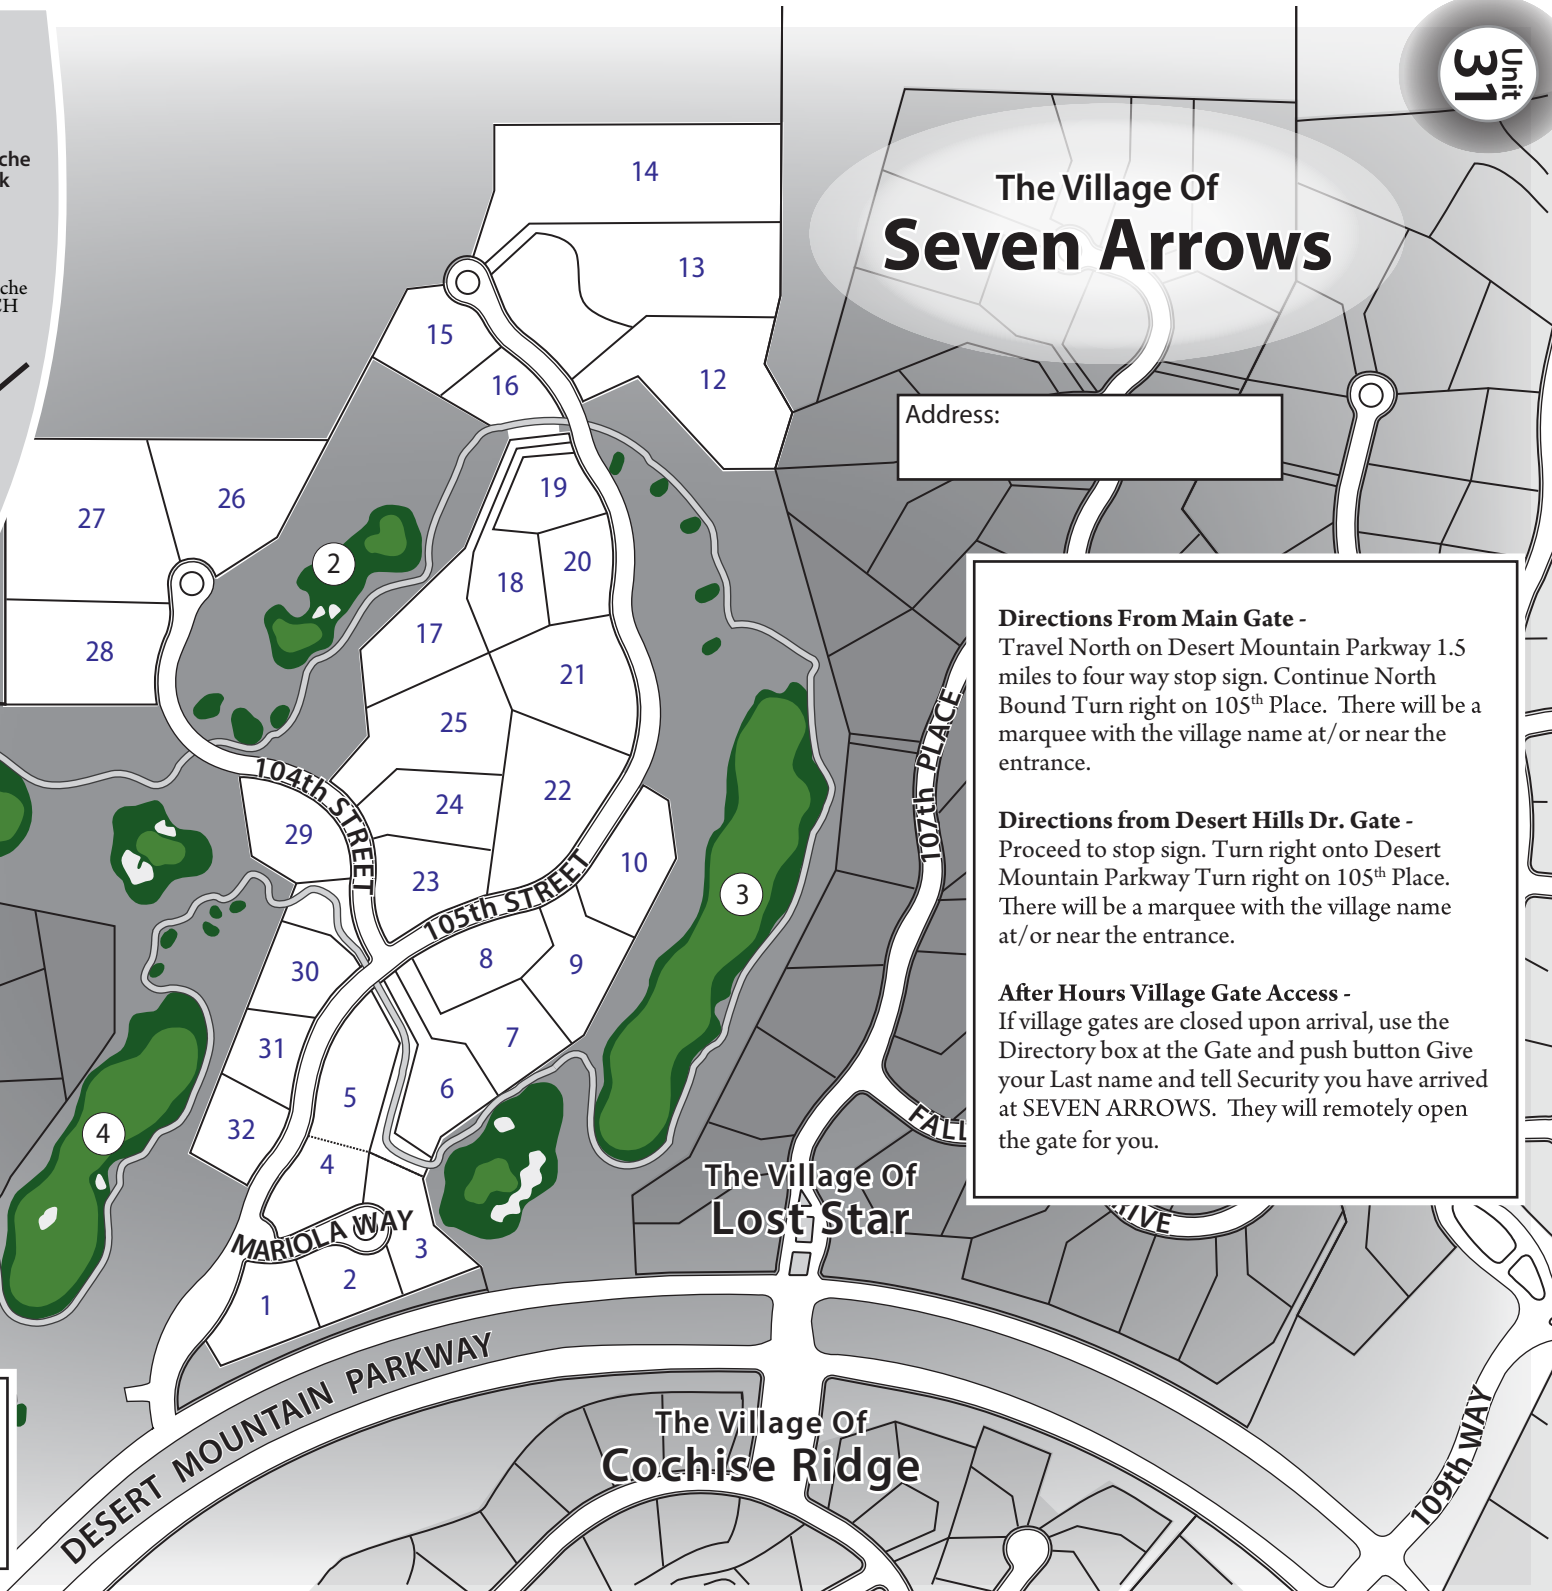 Unit
31
che
k
che
CH
The Village Of
Seven Arrows
Address:
14
13
15
16
12
19
27
26
2
20
18
17
28
21
25
104th STREET
24
22
29
23
105th STREET
10
3
8
9
30
7
31
6
5
32
4
4
MARIOLA WAY
3
2
1
107th PLACE
FALL
IVE
Directions From Main Gate -
Travel North on Desert Mountain Parkway 1.5
miles to four way stop sign. Continue North
Bound Turn right on 105th Place. There will be a
marquee with the village name at/or near the
entrance.
Directions from Desert Hills Dr. Gate -
Proceed to stop sign. Turn right onto Desert
Mountain Parkway Turn right on 105th Place.
There will be a marquee with the village name
at/or near the entrance.
After Hours Village Gate Access -
If village gates are closed upon arrival, use the
Directory box at the Gate and push button Give
your Last name and tell Security you have arrived
at SEVEN ARROWS. They will remotely open
the gate for you.
The Village Of
Lost Star
DESERT MOUNTAIN PARKWAY
The Village Of
Cochise Ridge
109th WAY